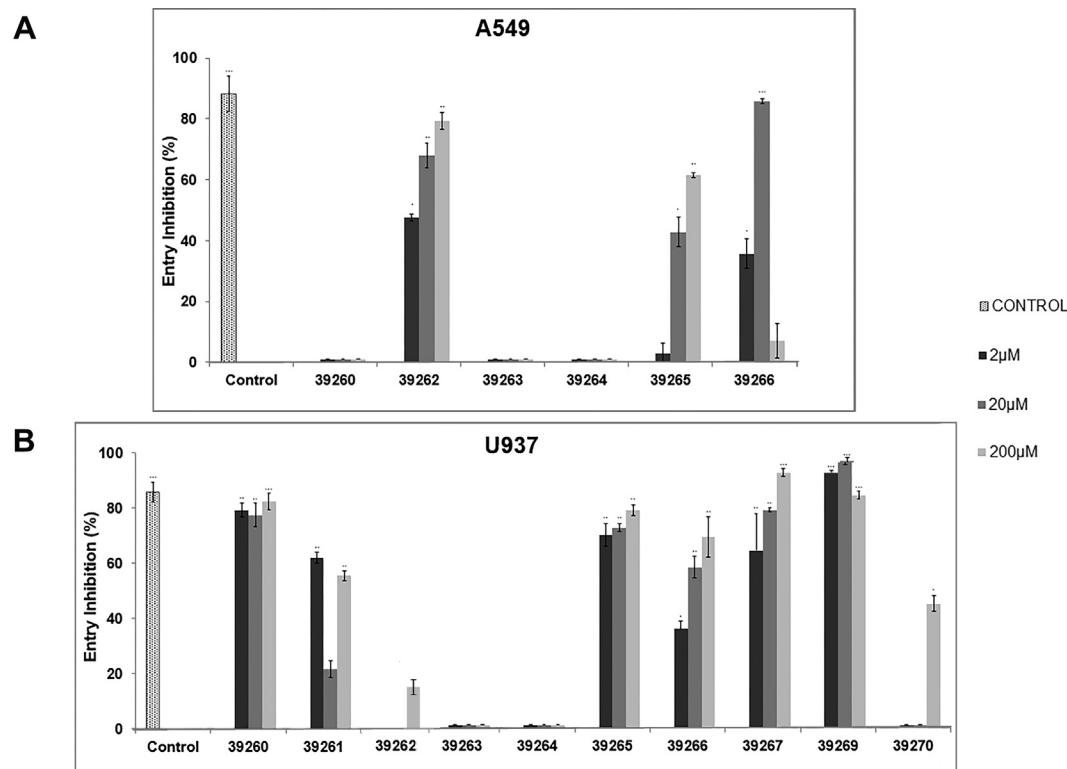 A
A549
Entry Inhibition (%)
100
80
60
40
20
0
*** * ** ** * ** * ***
Control 39260 39262 39263 39264 39265 39266
CONTROL
2µM
20µM
200µM
B
U937
Entry Inhibition (%)
100
80
60
40
20
0
*** ** ** *** ** ** ** ** ** * ** ** ** ** *** *** *** *** *
Control 39260 39261 39262 39263 39264 39265 39266 39267 39269 39270